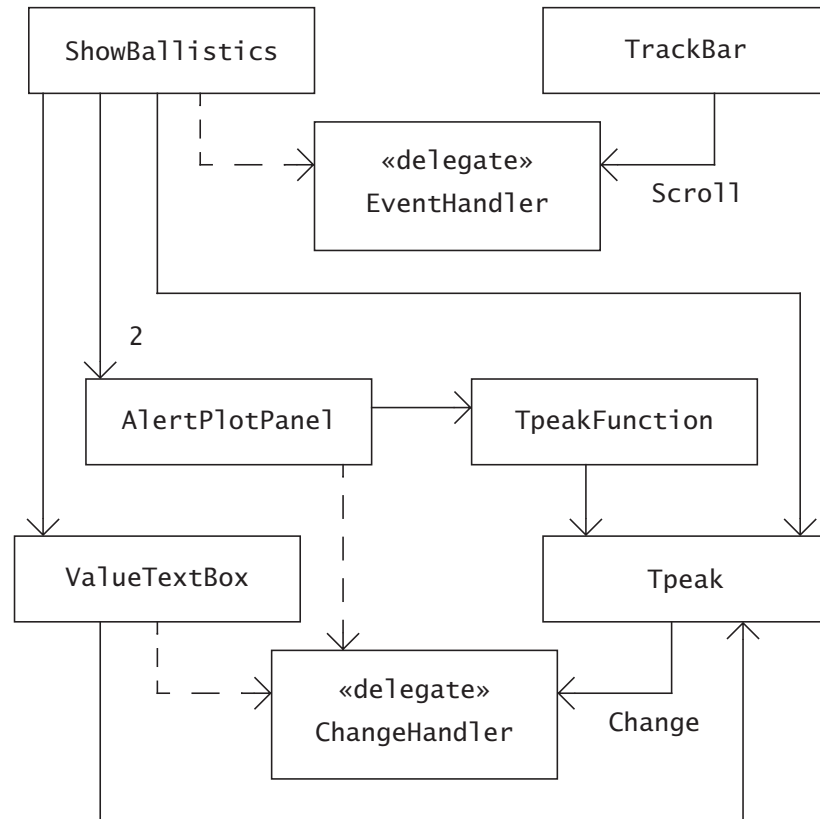 ShowBallistics
TrackBar
«delegate»
EventHandler
Scroll
2
AlertPlotPanel
TpeakFunction
ValueTextBox
Tpeak
«delegate»
ChangeHandler
Change